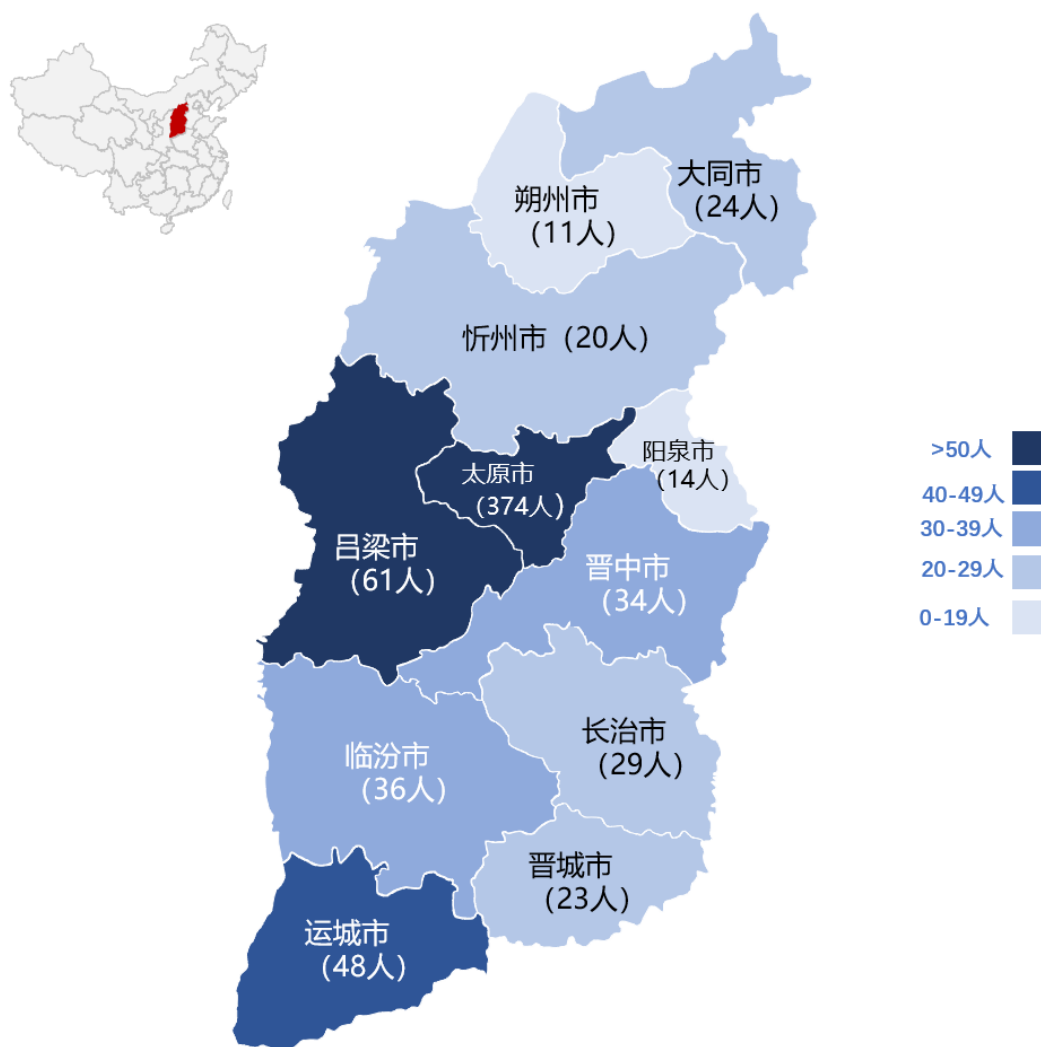 大同市
(24人)
朔州市
(11人)
忻州市（20人）
阳泉市
(14人)
太原市
(374人)
吕梁市
(61人)
晋中市
(34人)
长治市
(29人)
临汾市
(36人)
晋城市
(23人)
运城市
(48人)
>50人
40-49人
30-39人
20-29人
0-19人